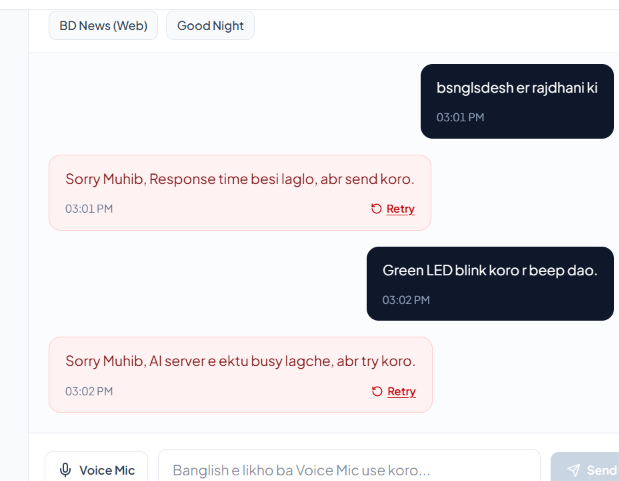 BD News (Web) Good Night
bsnglsdesh er rajdhani ki
03:01 PM
Sorry Muhib, Response time besi laglo, abr send koro.
03:01 PM Retry
Green LED blink koro r beep dao.
03:02 PM
Sorry Muhib, AI server e ektu busy lagche, abr try koro.
03:02 PM Retry
Voice Mic Banglish e likho ba Voice Mic use koro... Send